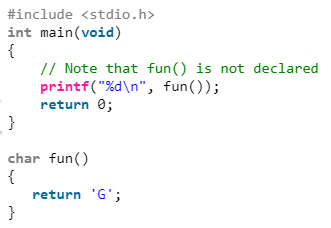 #include <stdio.h>
int main(void)
{
    // Note that fun() is not declared
    printf("%d\n", fun());
    return 0;
}

char fun()
{
   return 'G';
}